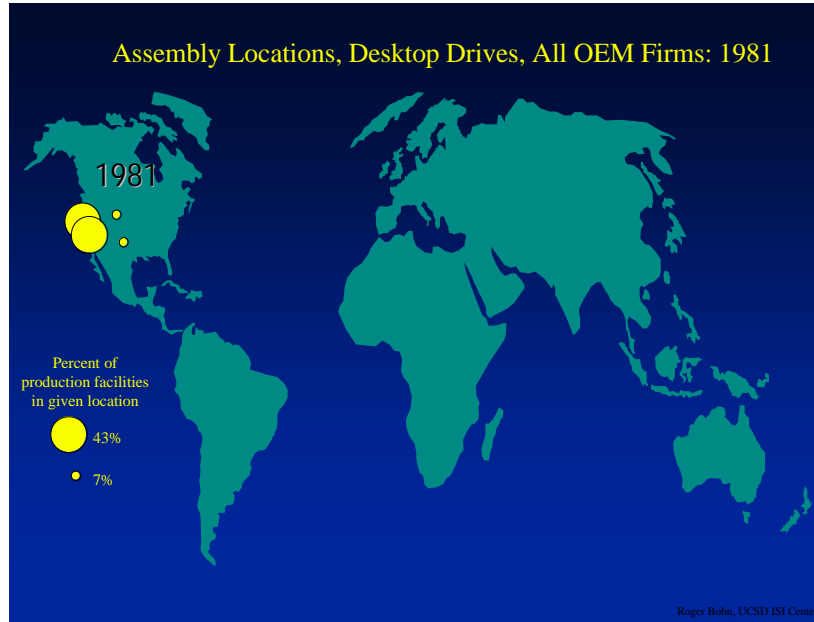 Assembly Locations, Desktop Drives, All OEM Firms: 1981
1981
Percent of
production facilities
in given location
43%
7%
Roger Bohn, UCSD ISI Cente